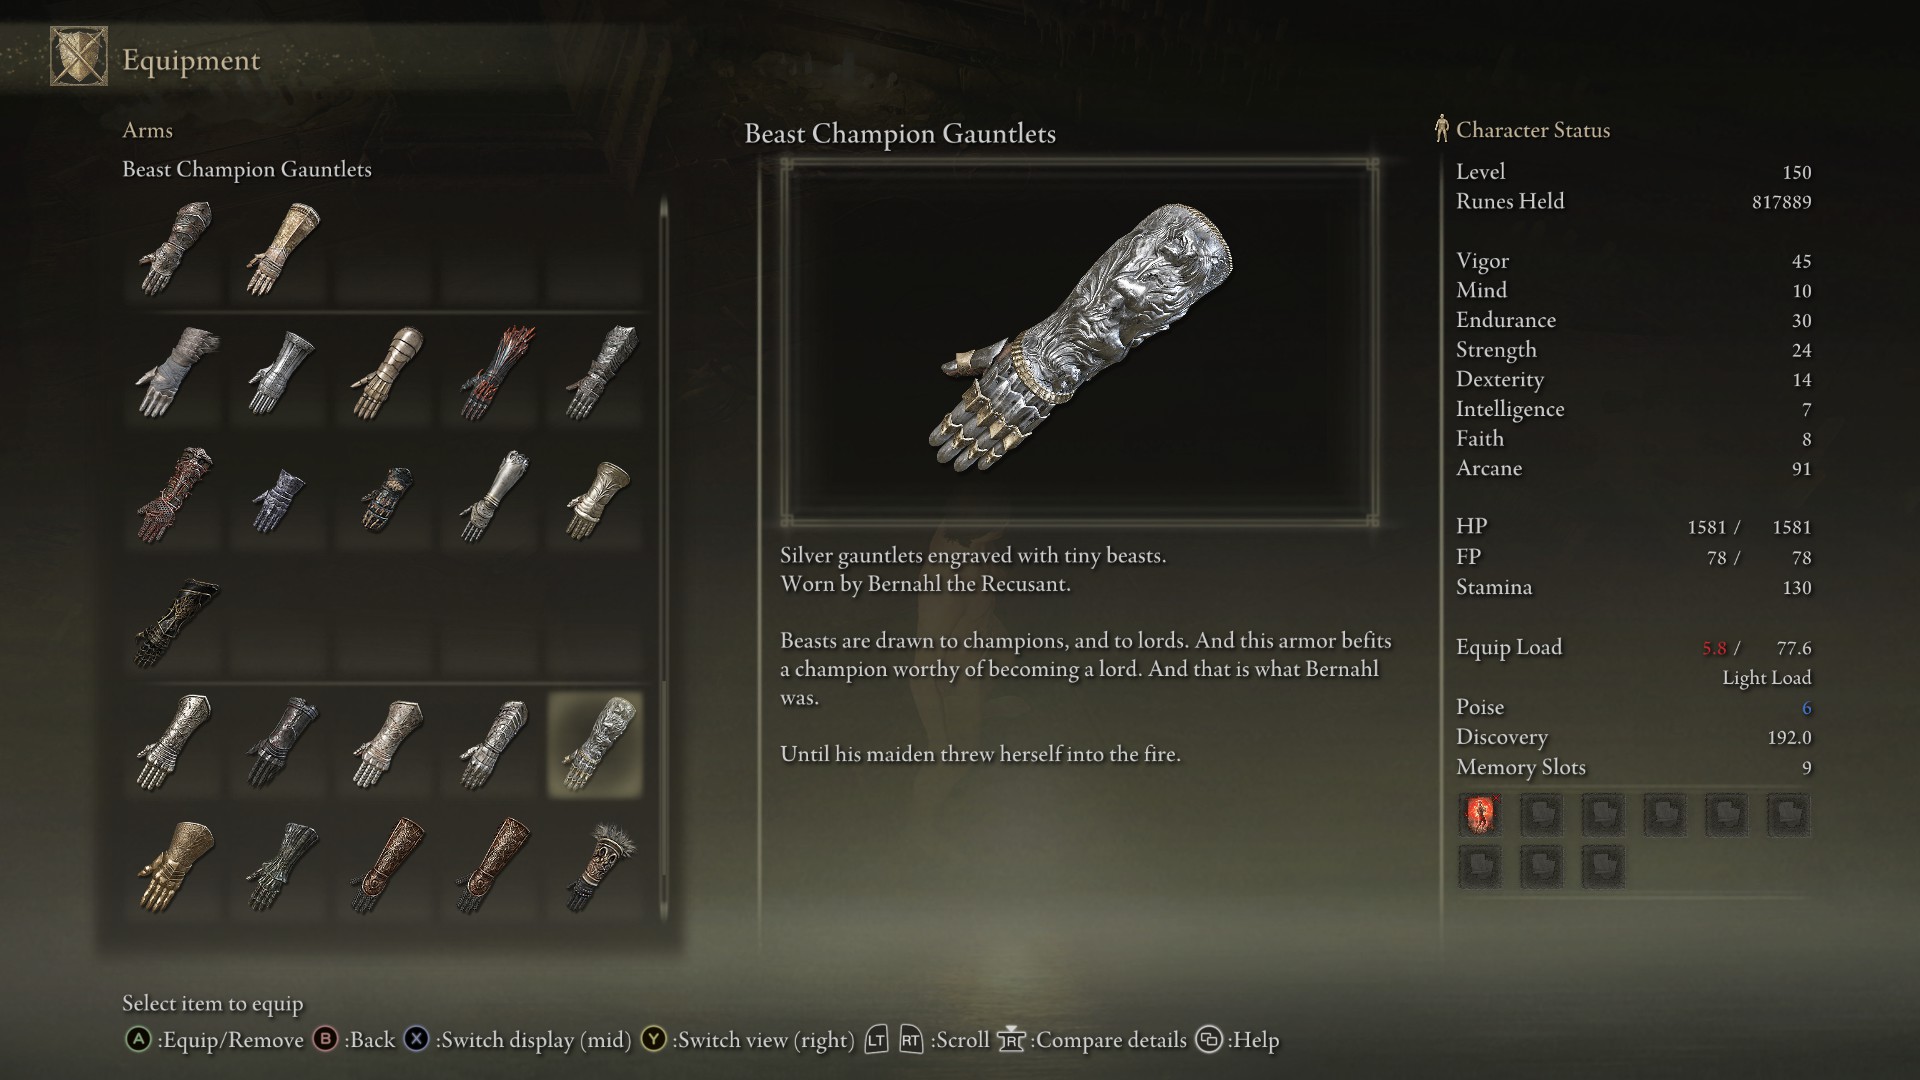 Equipment
Arms
Beast Champion Gauntlets
Beast Champion Gauntlets
Silver gauntlets engraved with tiny beasts.
Worn by Bernahl the Recusant.
Beasts are drawn to champions, and to lords. And this armor befits
a champion worthy of becoming a lord. And that is what Bernahl
was.
Until his maiden threw herself into the fire.
Character Status
Level 150
Runes Held 817889
Vigor 45
Mind 10
Endurance 30
Strength 24
Dexterity 14
Intelligence 7
Faith 8
Arcane 91
HP 1581 / 1581
FP 78 / 78
Stamina 130
Equip Load 5.8 / 77.6
Light Load
Poise 6
Discovery 192.0
Memory Slots 9
Select item to equip
A :Equip/Remove B :Back X :Switch display (mid) Y :Switch view (right) LT RT :Scroll R :Compare details :Help